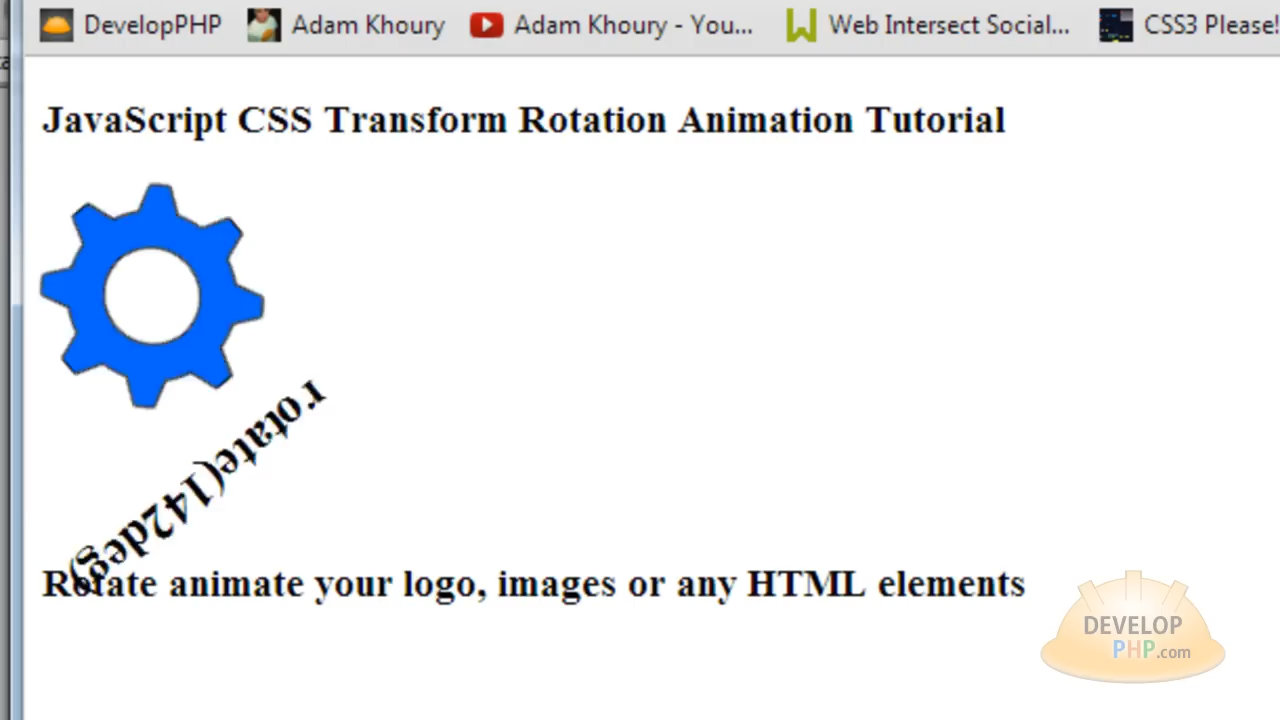 DevelopPHP Adam Khoury Adam Khoury - You... Web Intersect Social... CSS3 Please!
JavaScript CSS Transform Rotation Animation Tutorial
rotate(142deg)
Rotate animate your logo, images or any HTML elements
DEVELOP
PHP.com